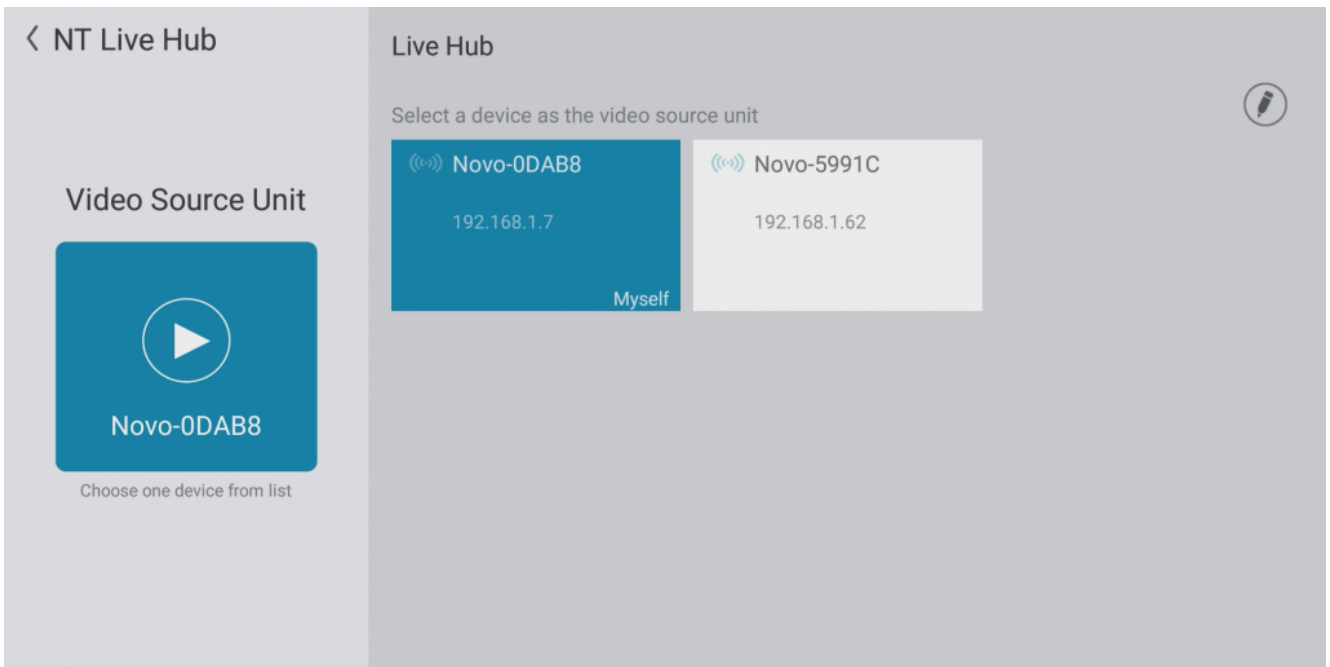 NT Live Hub
Video Source Unit
Novo-0DAB8
Choose one device from list
Live Hub
Select a device as the video source unit
Novo-0DAB8
192.168.1.7
Myself
Novo-5991C
192.168.1.62